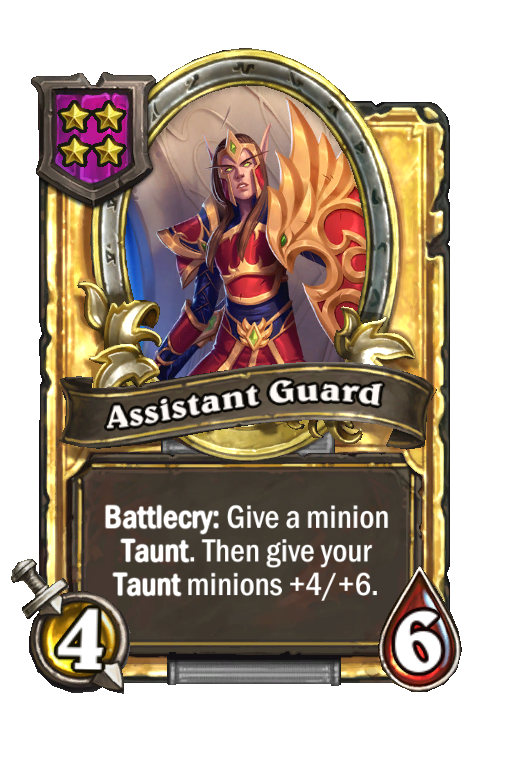 Assistant Guard
Battlecry: Give a minion
Taunt. Then give your
Taunt minions +4/+6.
4
6